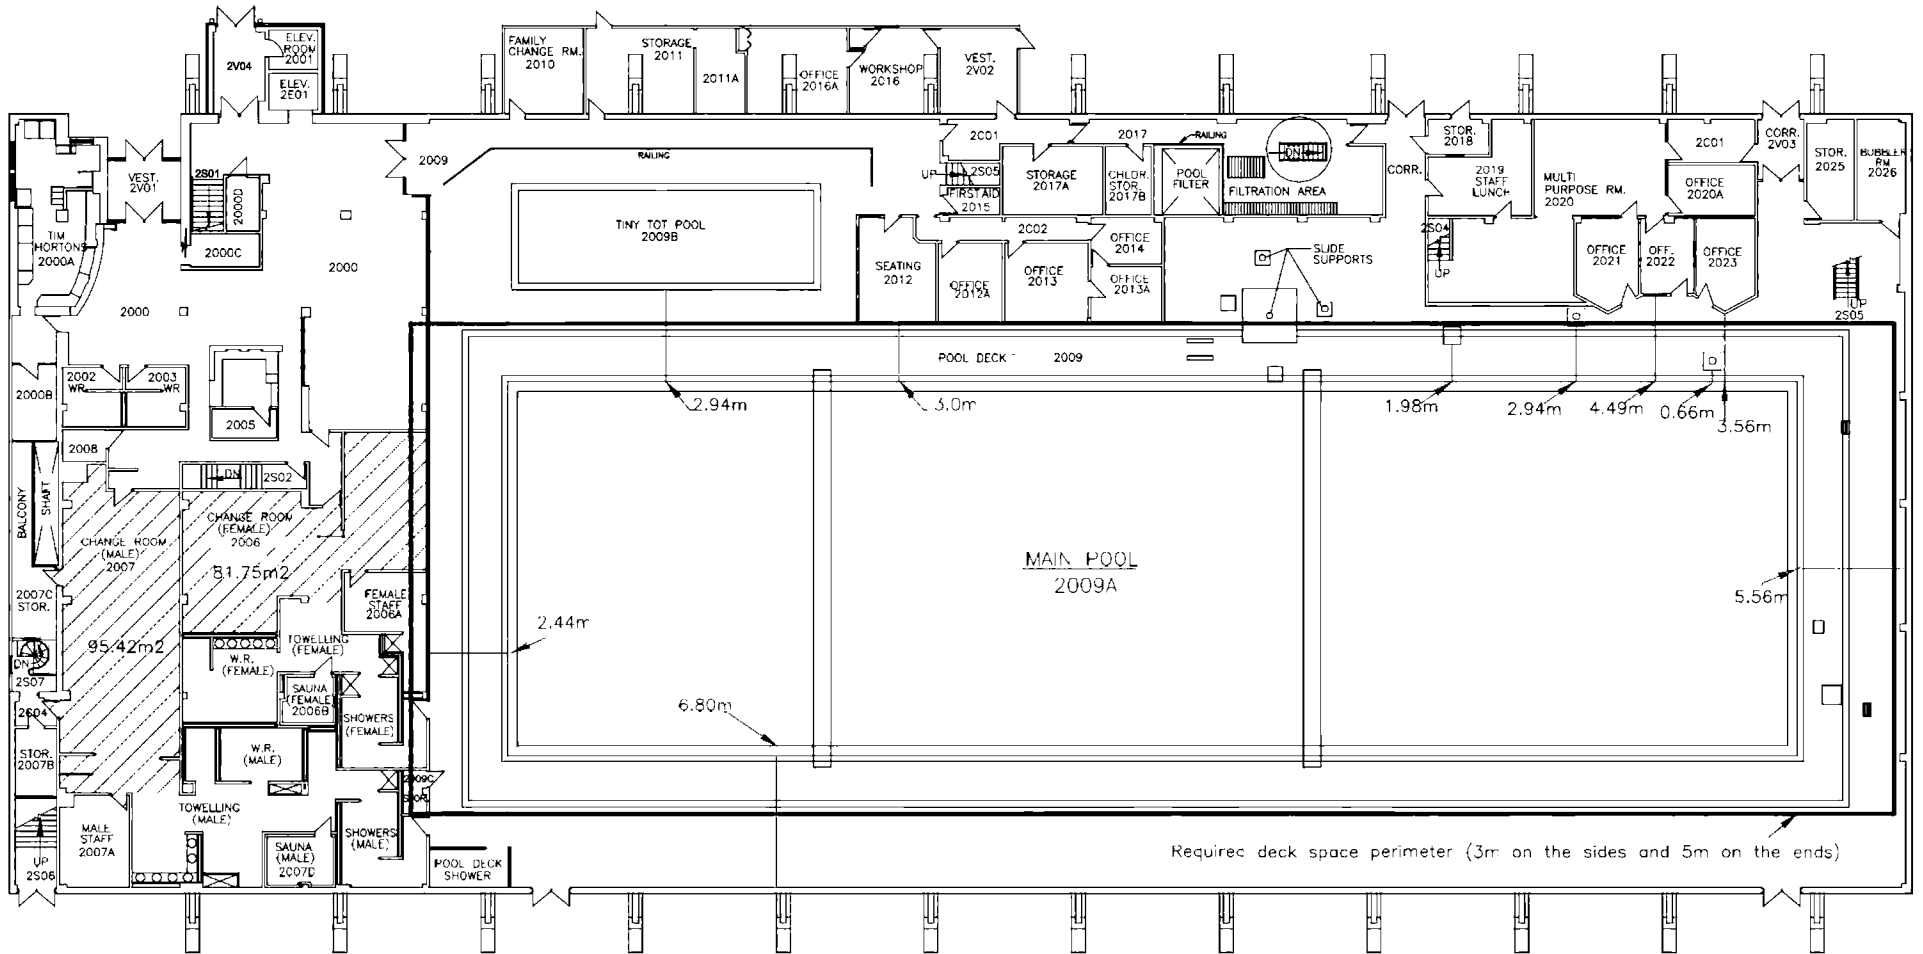 FAMILY
CHANGE RM.
2010
STORAGE
2011
2011A
OFFICE
2016A
WORKSHOP
2016
VEST.
2V02
ELEV.
ROOM
2001
2V04
ELEV.
2E01
VEST.
2V01
2S01
2000D
2000C
2000
TIM
HORTONS
2000A
2000
2009
RAILING
TINY TOT POOL
2009B
2C01
2017
RAILING
UP
2S05
FIRST AID
2015
STORAGE
2017A
CHLOR.
STOR.
2017B
POOL
FILTER
DN
FILTRATION AREA
CORR.
STOR.
2018
2019
STAFF
LUNCH
MULTI
PURPOSE RM.
2020
2C01
OFFICE
2020A
CORR.
2V03
STOR.
2025
BUBBLER
RM
2026
2C02
SEATING
2012
OFFICE
2012A
OFFICE
2013
OFFICE
2014
OFFICE
2013A
SLIDE
SUPPORTS
2S04
UP
OFFICE
2021
OFF.
2022
OFFICE
2023
UP
2S05
POOL DECK
2009
2.94m
3.0m
1.98m
2.94m
4.49m
0.66m
3.56m
2000B
2002
WR
2003
WR
2005
2008
DN
2S02
BALCONY
SHAFT
CHANGE ROOM
(MALE)
2007
95.42m2
CHANGE ROOM
(FEMALE)
2006
81.75m2
MAIN POOL
2009A
5.56m
2.44m
6.80m
2007C
STOR.
DN
2S07
2S04
STOR.
2007B
UP
2S06
FEMALE
STAFF
2006A
TOWELLING
(FEMALE)
W.R.
(FEMALE)
SAUNA
(FEMALE)
2006B
SHOWERS
(FEMALE)
W.R.
(MALE)
2009C
STOR.
TOWELLING
(MALE)
MALE
STAFF
2007A
SAUNA
(MALE)
2007D
SHOWERS
(MALE)
POOL DECK
SHOWER
Required deck space perimeter (3m on the sides and 5m on the ends)